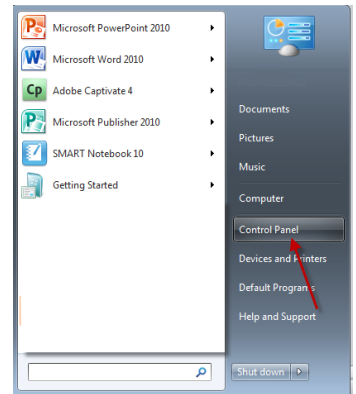 Microsoft PowerPoint 2010
Microsoft Word 2010
Cp Adobe Captivate 4
Microsoft Publisher 2010
SMART Notebook 10
Getting Started
Documents
Pictures
Music
Computer
Control Panel
Devices and Printers
Default Programs
Help and Support
Shut down